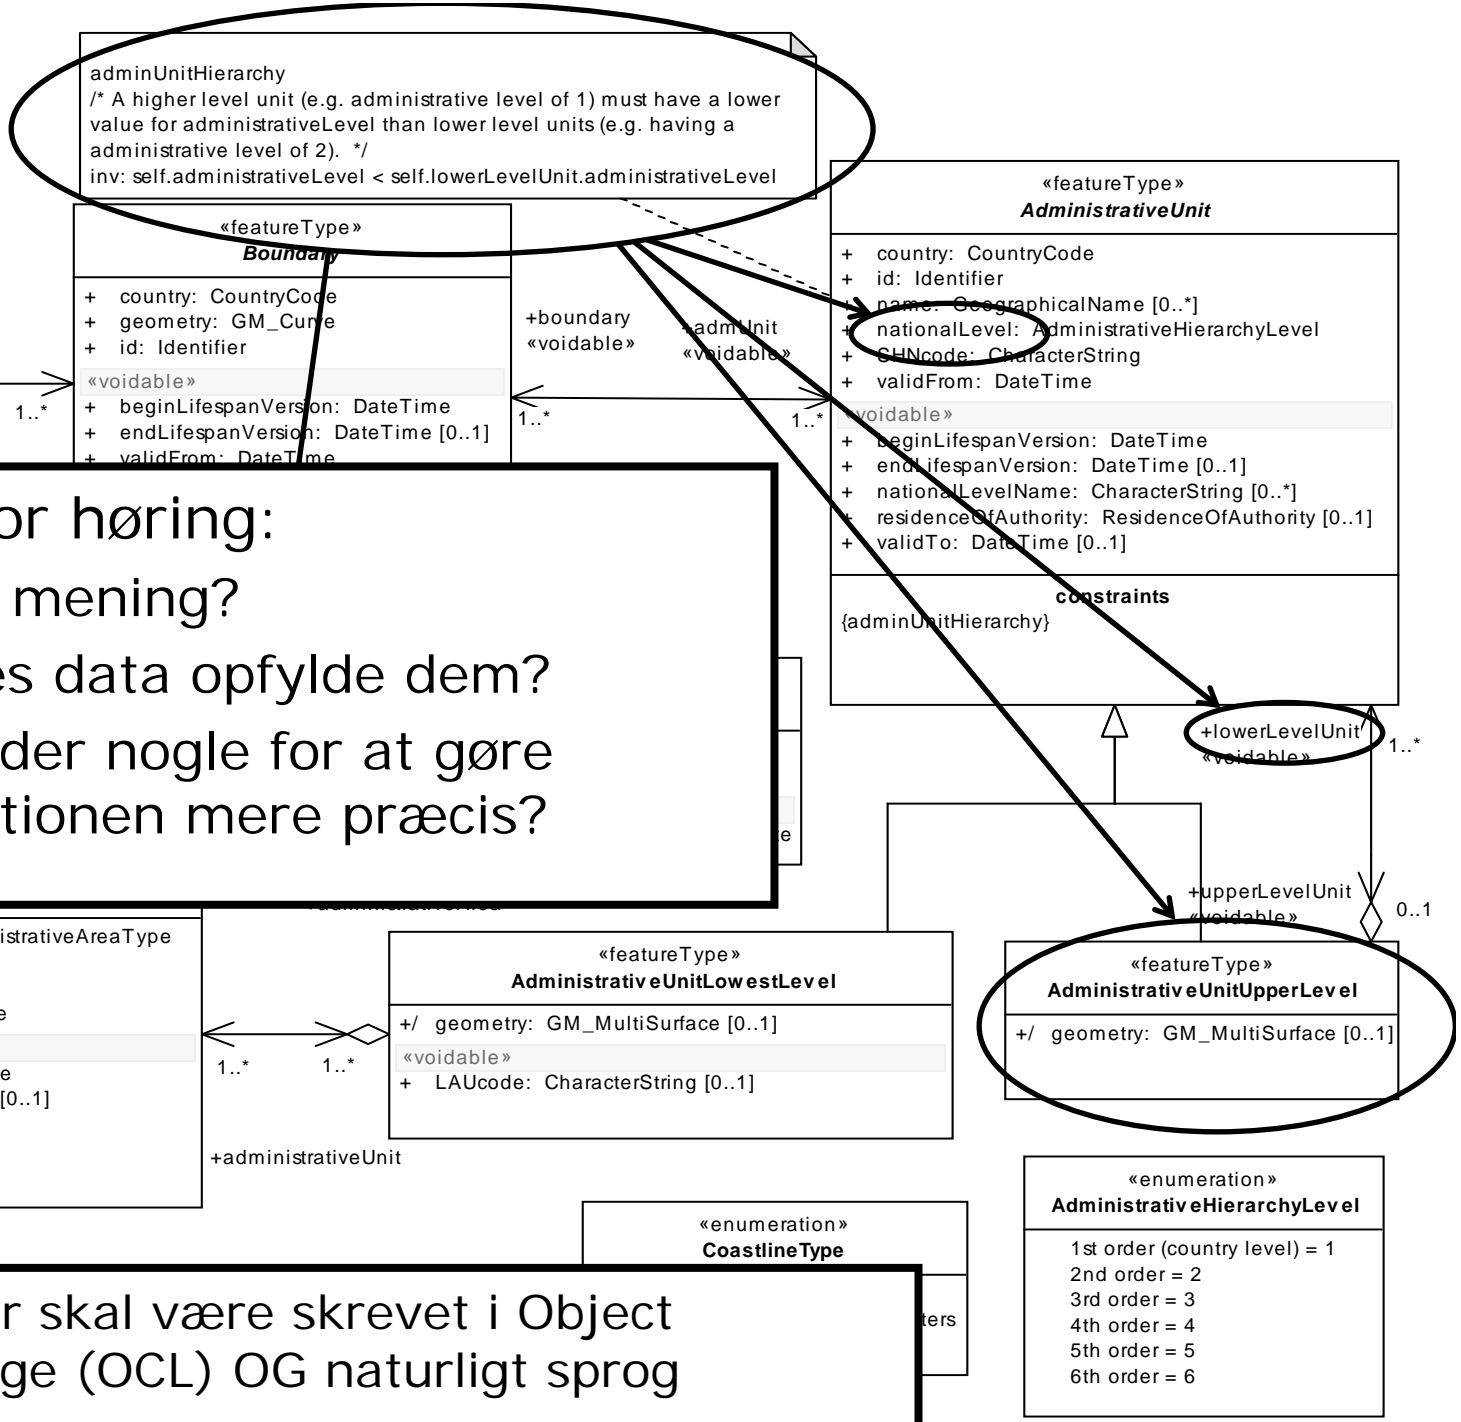 adminUnitHierarchy
/* A higher level unit (e.g. administrative level of 1) must have a lower
value for administrativeLevel than lower level units (e.g. having a
administrative level of 2).  */
inv: self.administrativeLevel < self.lowerLevelUnit.administrativeLevel
«featureType»
Boundary
+ country: CountryCode
+ geometry: GM_Curve
+ id: Identifier
«voidable»
+ beginLifespanVersion: DateTime
+ endLifespanVersion: DateTime [0..1]
+ validFrom: DateTime
1..*
+boundary
«voidable»
1..*
+admUnit
«voidable»
1..*
«featureType»
AdministrativeUnit
+ country: CountryCode
+ id: Identifier
+ name: GeographicalName [0..*]
+ nationalLevel: AdministrativeHierarchyLevel
+ SHNcode: CharacterString
+ validFrom: DateTime
«voidable»
+ beginLifespanVersion: DateTime
+ endLifespanVersion: DateTime [0..1]
+ nationalLevelName: CharacterString [0..*]
+ residenceOfAuthority: ResidenceOfAuthority [0..1]
+ validTo: DateTime [0..1]
constraints
{adminUnitHierarchy}
or høring:
mening?
es data opfylde dem?
der nogle for at gøre
tionen mere præcis?
e
+lowerLevelUnit
«voidable»
1..*
+upperLevelUnit
«voidable»
0..1
istrativeAreaType
e
e
[0..1]
1..*
1..*
+administrativeUnit
«featureType»
AdministrativeUnitLowestLevel
+/ geometry: GM_MultiSurface [0..1]
«voidable»
+ LAUcode: CharacterString [0..1]
«featureType»
AdministrativeUnitUpperLevel
+/ geometry: GM_MultiSurface [0..1]
«enumeration»
CoastlineType
ters
«enumeration»
AdministrativeHierarchyLevel
1st order (country level) = 1
2nd order = 2
3rd order = 3
4th order = 4
5th order = 5
6th order = 6
r skal være skrevet i Object
ge (OCL) OG naturligt sprog